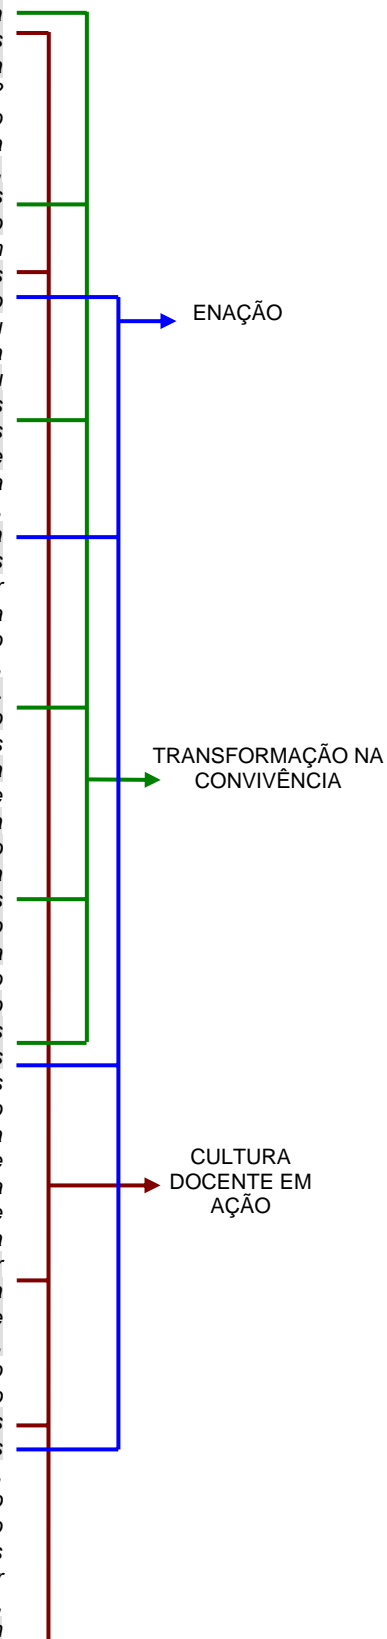 ENAÇÃO
TRANSFORMAÇÃO NA
CONVIVÊNCIA
CULTURA
DOCENTE EM
AÇÃO